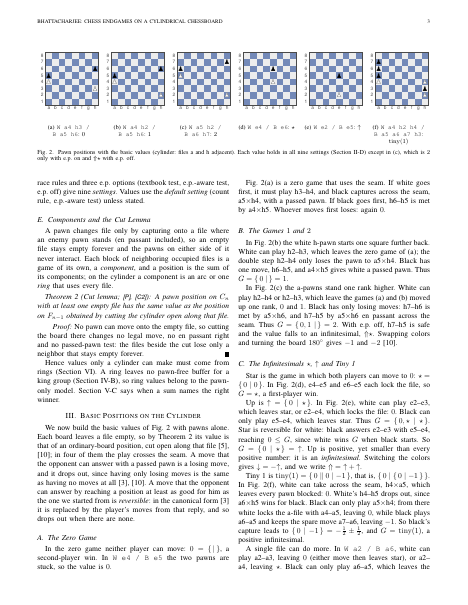 BHATTACHARJEE: CHESS ENDGAMES ON A CYLINDRICAL CHESSBOARD
3
(a) W a4 h3 /
B a5 h6: 0
(b) W a4 h2 /
B a5 h6: 1
(c) W a5 h2 /
B a6 h7: 2
(d) W e4 / B e6: ⋆
(e) W e2 / B e5: ↑
(f) W a4 h2 h4 /
B a5 a6 a7 h3:
tiny(1)
Fig. 2. Pawn positions with the basic values (cylinder: files a and h adjacent). Each value holds in all nine settings (Section II-D) except in (c), which is 2
only with e.p. and ↑⋆ with e.p. off.
race rules and three e.p. options (textbook test, e.p.-aware test,
e.p. off) give nine settings. Values use the default setting (count
rule, e.p.-aware test) unless stated.
E. Components and the Cut Lemma
A pawn changes file only by capturing onto a file where
an enemy pawn stands (en passant included), so an empty
file stays empty forever and the pawns on either side of it
never interact. Each block of neighboring occupied files is a
game of its own, a component, and a position is the sum of
its components; on the cylinder a component is an arc or one
ring that uses every file.
Theorem 2 (Cut lemma; [P], [C2]): A pawn position on Cₙ
with at least one empty file has the same value as the position
on Fₙ₋₁ obtained by cutting the cylinder open along that file.
Proof: No pawn can move onto the empty file, so cutting
the board there changes no legal move, no en passant right
and no passed-pawn test: the files beside the cut lose only a
neighbor that stays empty forever. ■
Hence values only a cylinder can make must come from
rings (Section VI). A ring leaves no pawn-free buffer for a
king group (Section IV-B), so ring values belong to the pawn-
only model. Section V-C says when a sum names the right
winner.
III. BASIC POSITIONS ON THE CYLINDER
We now build the basic values of Fig. 2 with pawns alone.
Each board leaves a file empty, so by Theorem 2 its value is
that of an ordinary-board position, cut open along that file [5],
[10]; in four of them the play crosses the seam. A move that
the opponent can answer with a passed pawn is a losing move,
and it drops out, since having only losing moves is the same
as having no moves at all [3], [10]. A move that the opponent
can answer by reaching a position at least as good for him as
the one we started from is reversible: in the canonical form [3]
it is replaced by the player's moves from that reply, and so
drops out when there are none.
A. The Zero Game
In the zero game neither player can move: 0 = { | }, a
second-player win. In W e4 / B e5 the two pawns are
stuck, so the value is 0.
Fig. 2(a) is a zero game that uses the seam. If white goes
first, it must play h3–h4, and black captures across the seam,
a5×h4, with a passed pawn. If black goes first, h6–h5 is met
by a4×h5. Whoever moves first loses: again 0.
B. The Games 1 and 2
In Fig. 2(b) the white h-pawn starts one square further back.
White can play h2–h3, which leaves the zero game of (a); the
double step h2–h4 only loses the pawn to a5×h4. Black has
one move, h6–h5, and a4×h5 gives white a passed pawn. Thus
G = {0 | } = 1.
In Fig. 2(c) the a-pawns stand one rank higher. White can
play h2–h4 or h2–h3, which leave the games (a) and (b) moved
up one rank, 0 and 1. Black has only losing moves: h7–h6 is
met by a5×h6, and h7–h5 by a5×h6 en passant across the
seam. Thus G = {0, 1 | } = 2. With e.p. off, h7–h5 is safe
and the value falls to an infinitesimal, ⇑⋆. Swapping colors
and turning the board 180° gives −1 and −2 [10].
C. The Infinitesimals ⋆, ↑ and Tiny 1
Star is the game in which both players can move to 0: ⋆ =
{0 | 0}. In Fig. 2(d), e4–e5 and e6–e5 each lock the file, so
G = ⋆, a first-player win.
Up is ↑ = {0 | ⋆}. In Fig. 2(e), white can play e2–e3,
which leaves star, or e2–e4, which locks the file: 0. Black can
only play e5–e4, which leaves star. Thus G = {0, ⋆ | ⋆}.
Star is reversible for white: black answers e2–e3 with e5–e4,
reaching 0 ≤ G, since white wins G when black starts. So
G = {0 | ⋆} = ↑. Up is positive, yet smaller than every
positive number: it is an infinitesimal. Switching the colors
gives ↓ = −↑, and we write ⇑ = ↑ + ↑.
Tiny 1 is tiny(1) = {0 ∥ 0 | −1}, that is, {0 | {0 | −1}}.
In Fig. 2(f), white can take across the seam, h4×a5, which
leaves every pawn blocked: 0. White's h4–h5 drops out, since
a6×h5 wins for black. Black can only play a5×h4; from there
white locks the a-file with a4–a5, leaving 0, while black plays
a6–a5 and keeps the spare move a7–a6, leaving −1. So black's
capture leads to {0 | −1} = −½ ± ½, and G = tiny(1), a
positive infinitesimal.
A single file can do more. In W a2 / B a6, white can
play a2–a3, leaving 0 (either move then leaves star), or a2–
a4, leaving ⋆. Black can only play a6–a5, which leaves the